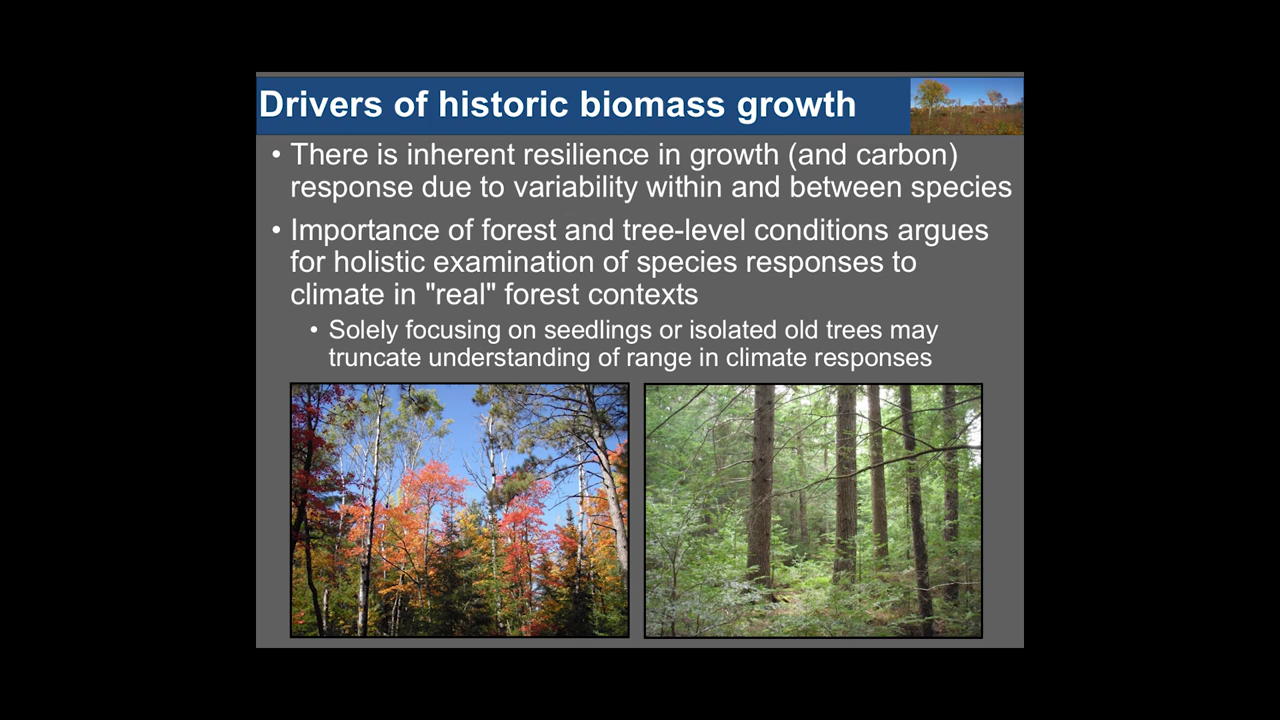 Drivers of historic biomass growth
• There is inherent resilience in growth (and carbon)
response due to variability within and between species
• Importance of forest and tree-level conditions argues
for holistic examination of species responses to
climate in "real" forest contexts
• Solely focusing on seedlings or isolated old trees may
truncate understanding of range in climate responses